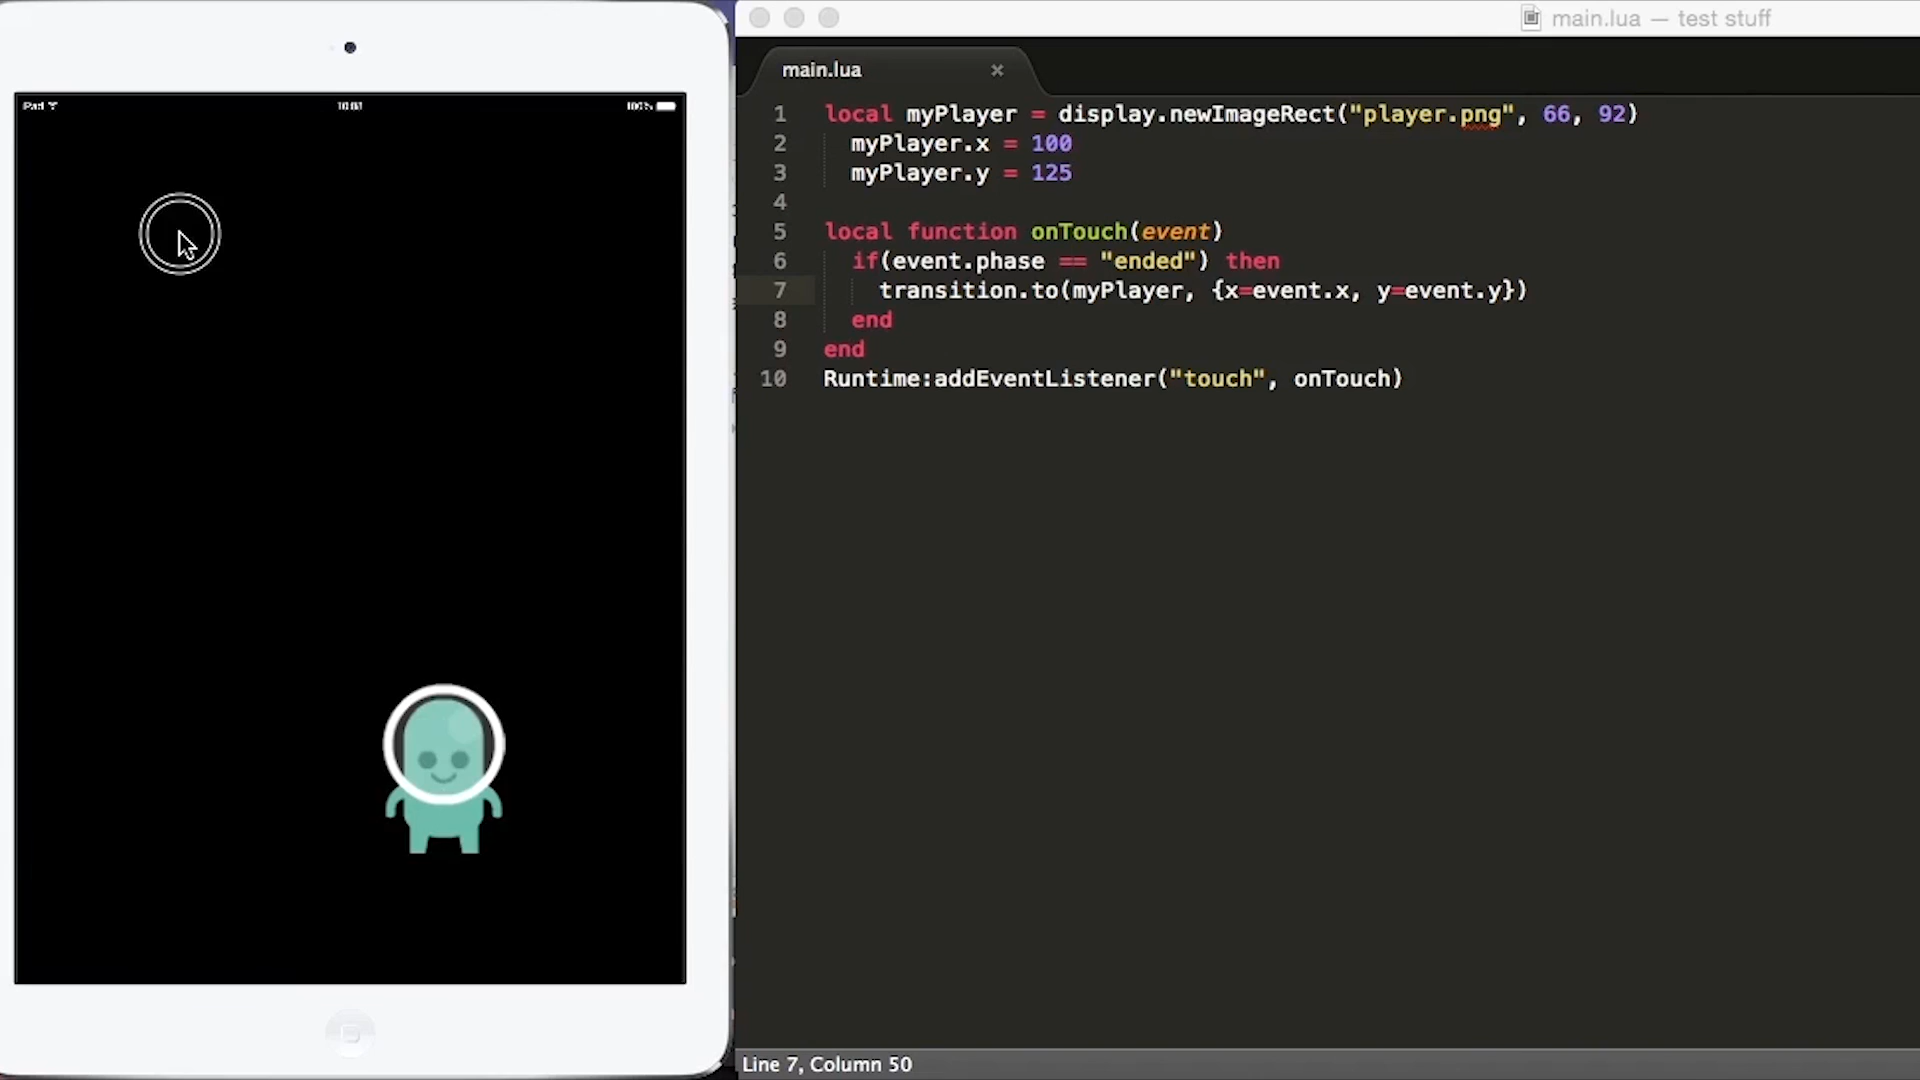 iPad
100%
main.lua — test stuff
main.lua
1 local myPlayer = display.newImageRect("player.png", 66, 92)
2 myPlayer.x = 100
3 myPlayer.y = 125
4
5 local function onTouch(event)
6 if(event.phase == "ended") then
7 transition.to(myPlayer, {x=event.x, y=event.y})
8 end
9 end
10 Runtime:addEventListener("touch", onTouch)
Line 7, Column 50